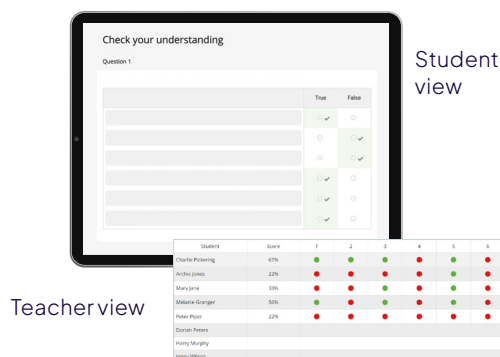 Check your understanding
Student
view
Question 1
True False
Student Score 1 2 3 4 5 6
Charlie Pickering 67%
Archie Jones 22%
Mary Jane 33%
Melanie Granger 56%
Teacher view
Peter Piper 22%
Dorish Peters
Harry Murphy